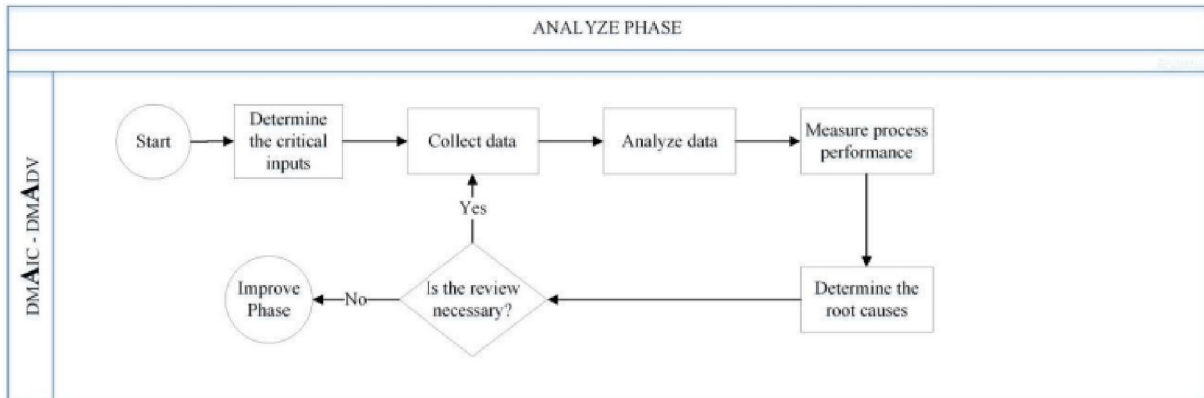 ANALYZE PHASE
DMAIC - DMADV
Start
Determine
the critical
inputs
Collect data
Analyze data
Measure process
performance
Yes
Improve
Phase
No
Is the review
necessary?
Determine the
root causes